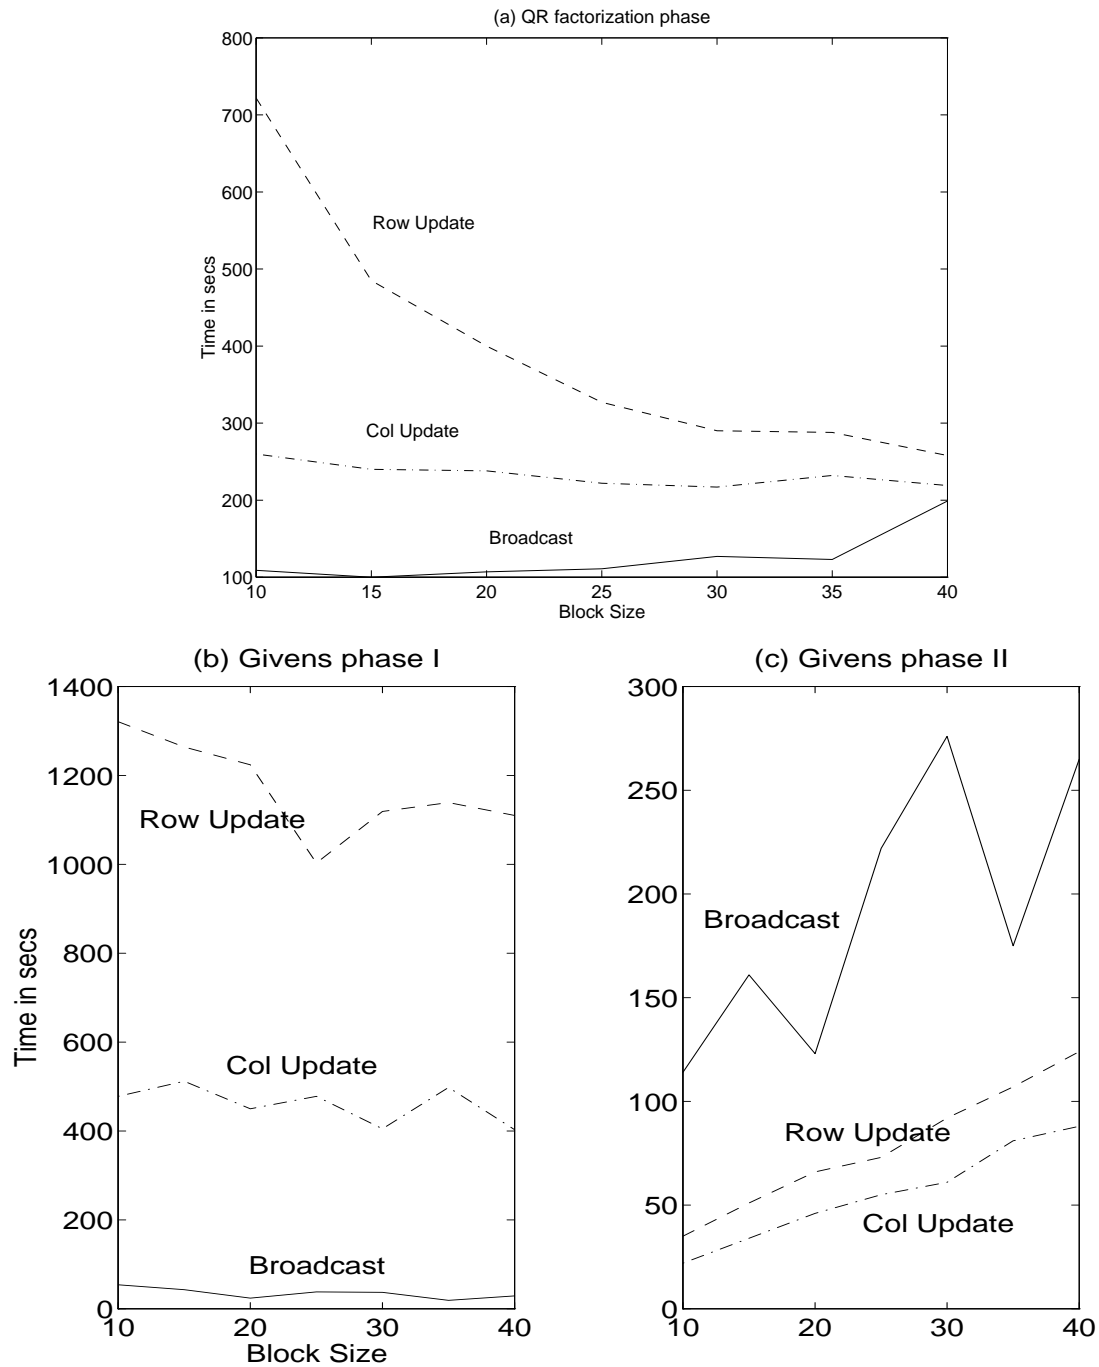 (a) QR factorization phase
800
700
600
500
400
300
200
100
Time in secs
Row Update
Col Update
Broadcast
10 15 20 25 30 35 40
Block Size
(b) Givens phase I
1400
1200
1000
800
600
400
200
0
Time in secs
Row Update
Col Update
Broadcast
10 20 30 40
Block Size
(c) Givens phase II
300
250
200
150
100
50
0
Broadcast
Row Update
Col Update
10 20 30 40